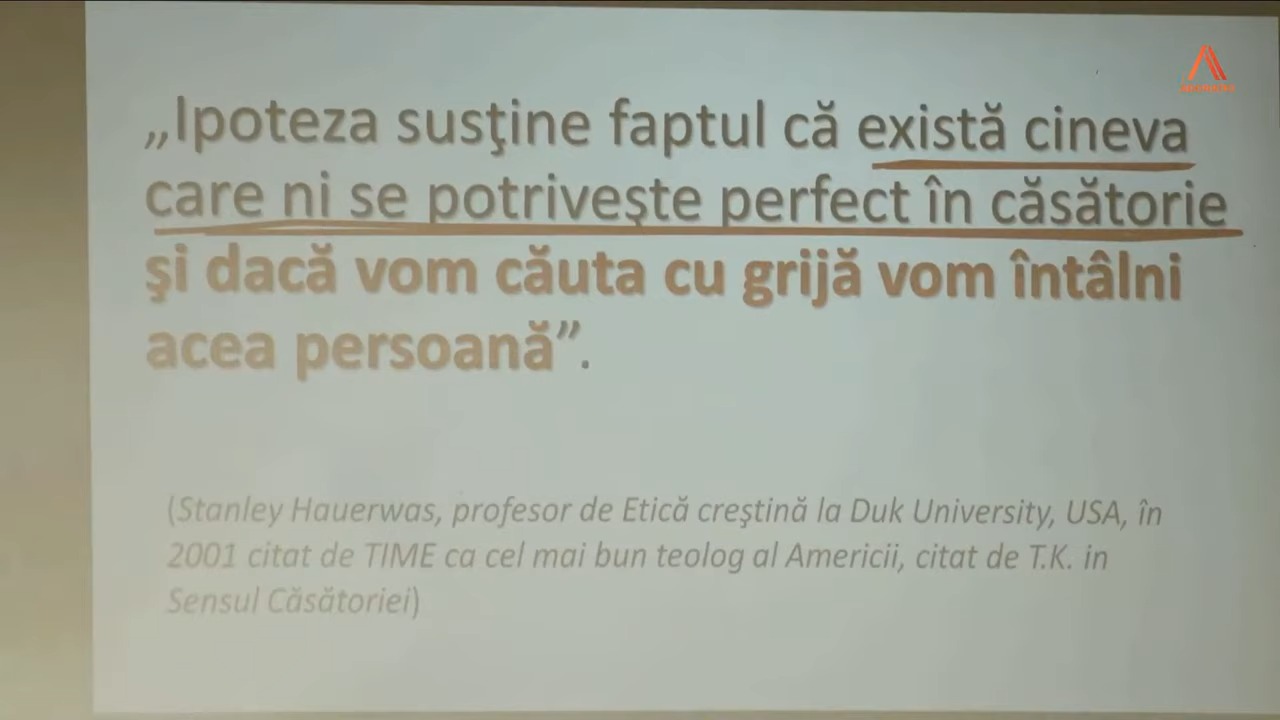 „Ipoteza susţine faptul că există cineva
care ni se potriveşte perfect în căsătorie
şi dacă vom căuta cu grijă vom întâlni
acea persoană”.
(Stanley Hauerwas, profesor de Etică creştină la Duk University, USA, în
2001 citat de TIME ca cel mai bun teolog al Americii, citat de T.K. in
Sensul Căsătoriei)